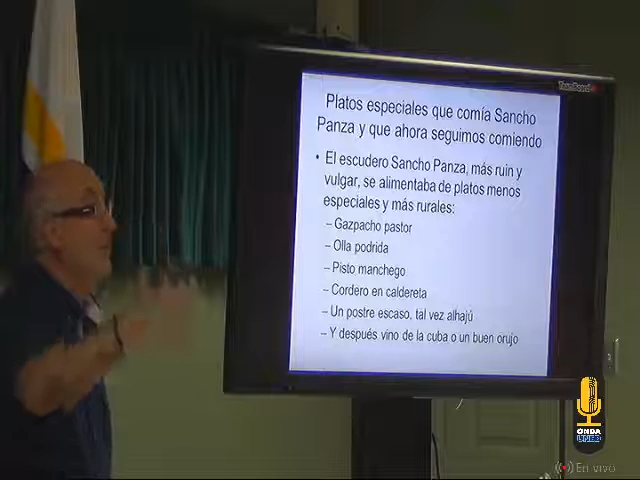 Platos especiales que comía Sancho
Panza y que ahora seguimos comiendo
• El escudero Sancho Panza, más ruin y
vulgar, se alimentaba de platos menos
especiales y más rurales:
– Gazpacho pastor
– Olla podrida
– Pisto manchego
– Cordero en caldereta
– Un postre escaso, tal vez alhajú
– Y después vino de la cuba o un buen orujo
ONDA
En vivo